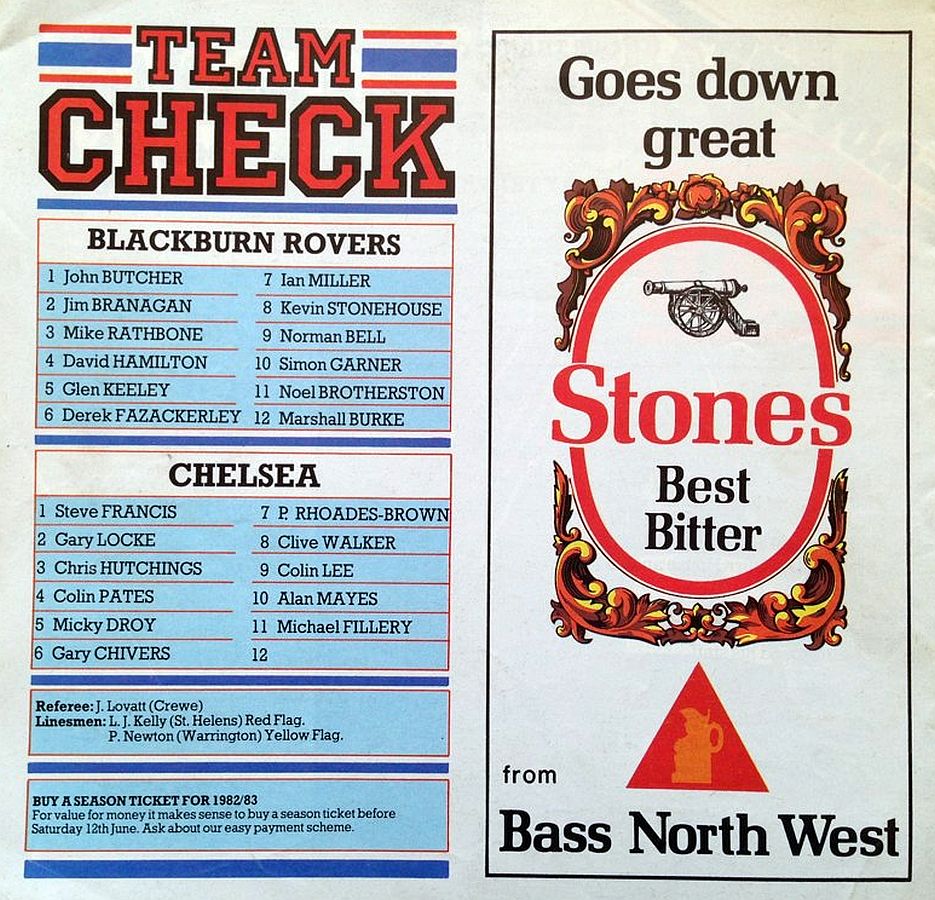 TEAM
CHECK
BLACKBURN ROVERS
1 John BUTCHER
2 Jim BRANAGAN
3 Mike RATHBONE
4 David HAMILTON
5 Glen KEELEY
6 Derek FAZACKERLEY
7 Ian MILLER
8 Kevin STONEHOUSE
9 Norman BELL
10 Simon GARNER
11 Noel BROTHERSTON
12 Marshall BURKE
CHELSEA
1 Steve FRANCIS
2 Gary LOCKE
3 Chris HUTCHINGS
4 Colin PATES
5 Micky DROY
6 Gary CHIVERS
7 P. RHOADES-BROWN
8 Clive WALKER
9 Colin LEE
10 Alan MAYES
11 Michael FILLERY
12
Referee: J. Lovatt (Crewe)
Linesmen: L. J. Kelly (St. Helens) Red Flag.
P. Newton (Warrington) Yellow Flag.
BUY A SEASON TICKET FOR 1982/83
For value for money it makes sense to buy a season ticket before
Saturday 12th June. Ask about our easy payment scheme.
Goes down
great
Stones
Best
Bitter
from
Bass North West